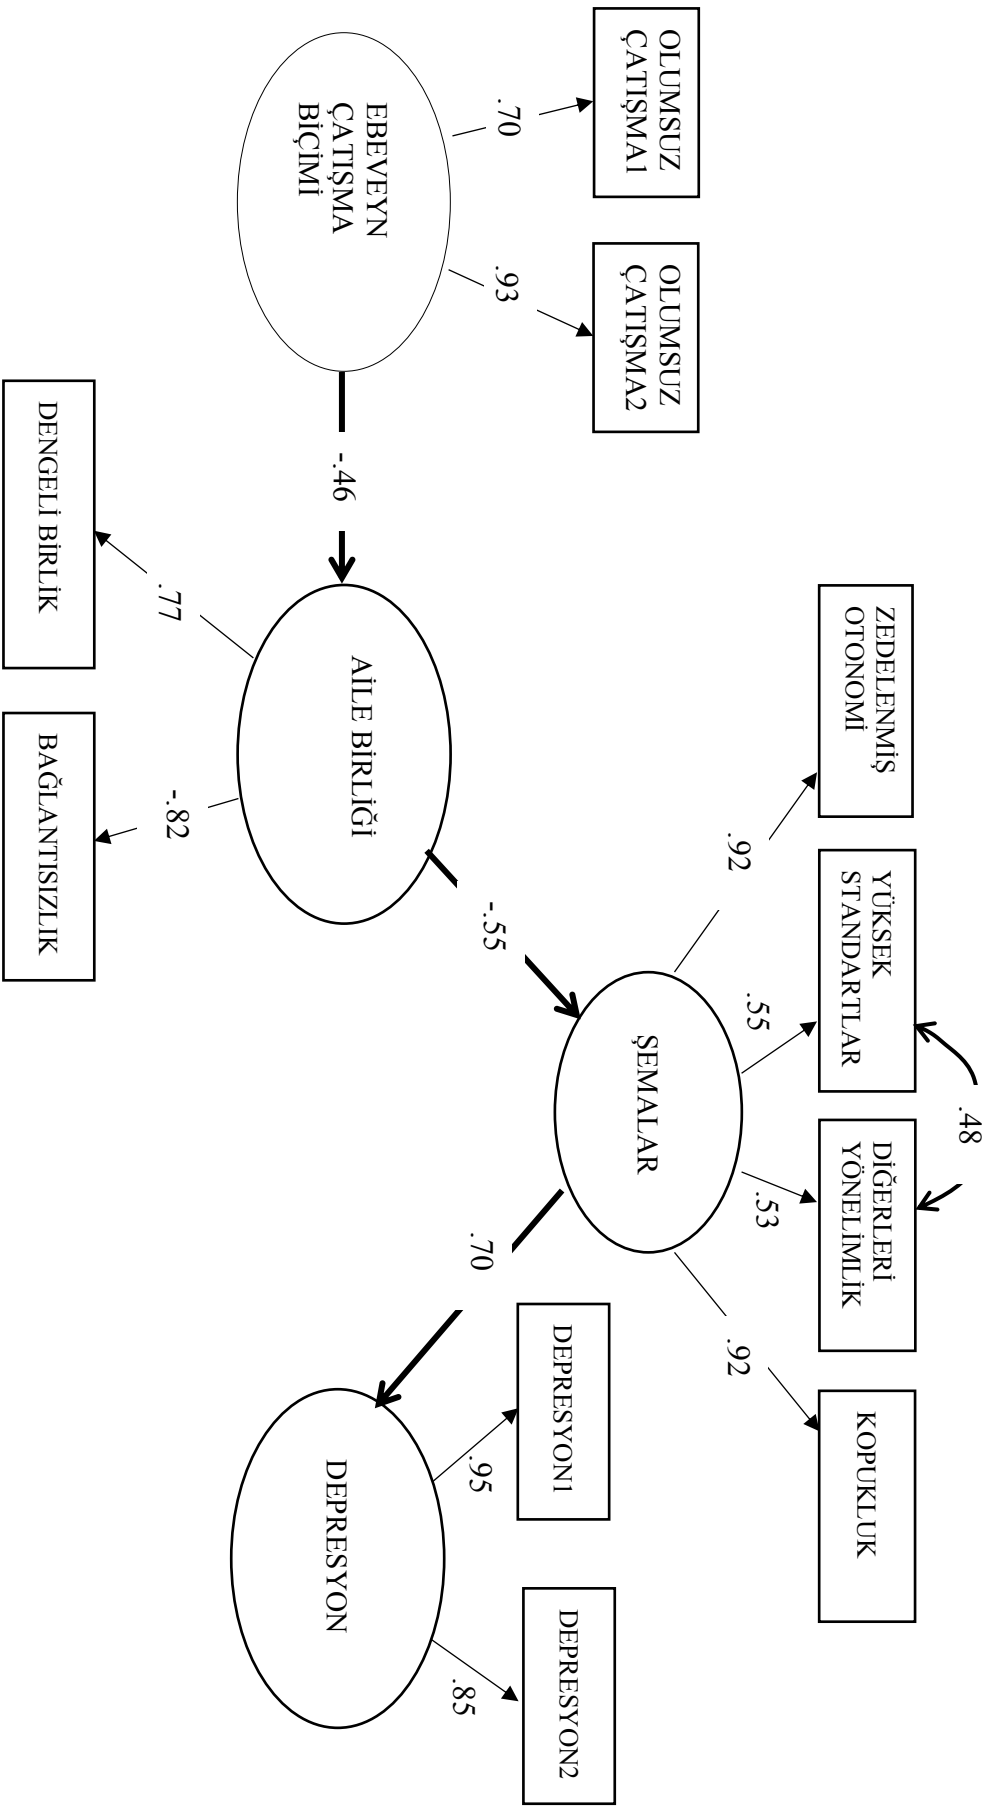 OLUMSUZ
ÇATIŞMA1
OLUMSUZ
ÇATIŞMA2
.70
.93
EBEVEYN
ÇATIŞMA
BİÇİMİ
-.46
AİLE BİRLİĞİ
.77
-.82
DENGELİ BİRLİK
BAĞLANTISIZLIK
-.55
ZEDELENMİŞ
OTONOMİ
YÜKSEK
STANDARTLAR
DİĞERLERİ
YÖNELİMLİK
KOPUKLUK
.48
.92
.55
.53
.92
ŞEMALAR
.70
DEPRESYON1
DEPRESYON2
.95
.85
DEPRESYON